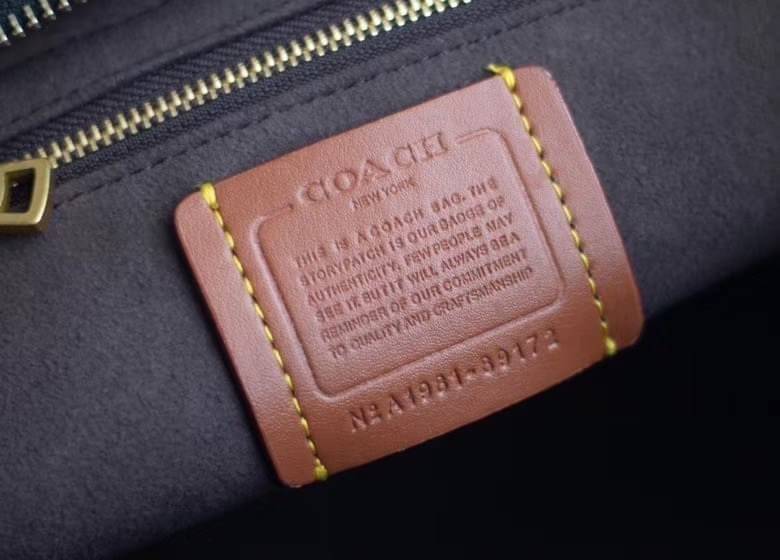 COACH
NEW YORK
THIS IS A COACH BAG. THE
STORYPATCH IS OUR BADGE OF
AUTHENTICITY. FEW PEOPLE MAY
SEE IT, BUT IT WILL ALWAYS BE A
REMINDER OF OUR COMMITMENT
TO QUALITY AND CRAFTSMANSHIP
Nº A1981-89172